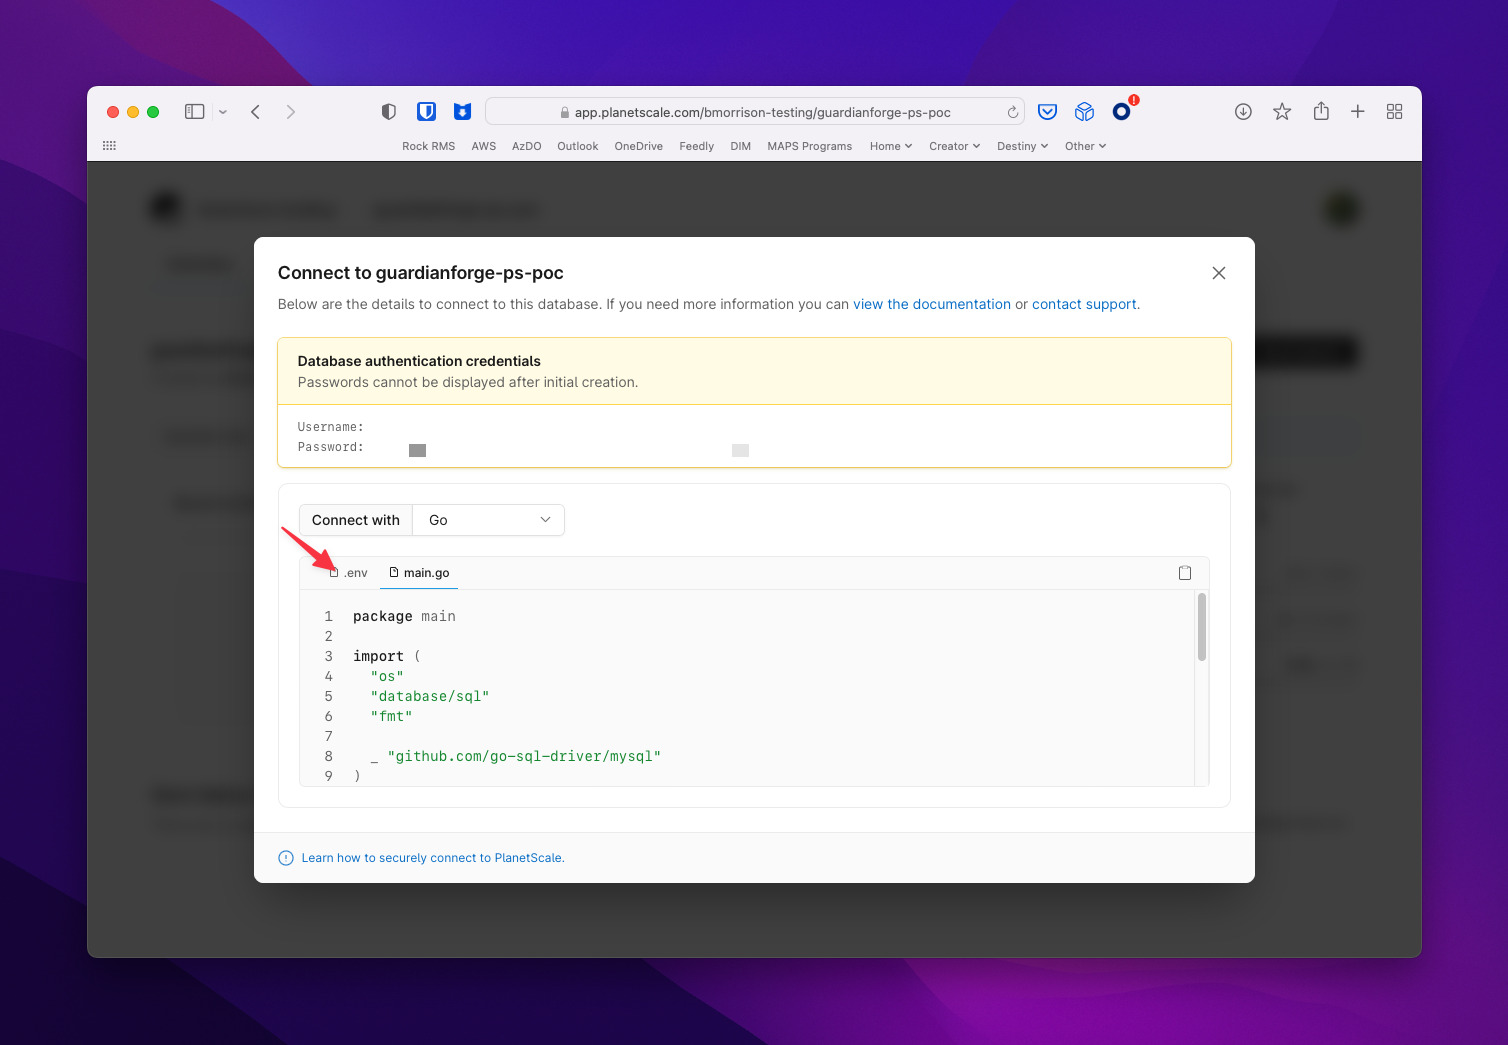 app.planetscale.com/bmorrison-testing/guardianforge-ps-poc
Rock RMS AWS AzDO Outlook OneDrive Feedly DIM MAPS Programs Home Creator Destiny Other
Connect to guardianforge-ps-poc
Below are the details to connect to this database. If you need more information you can view the documentation or contact support.
Database authentication credentials
Passwords cannot be displayed after initial creation.
Username:
Password:
Connect with Go
.env main.go
1 package main
2
3 import (
4 "os"
5 "database/sql"
6 "fmt"
7
8 _ "github.com/go-sql-driver/mysql"
9 )
Learn how to securely connect to PlanetScale.